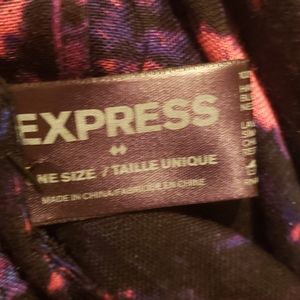 EXPRESS
NE SIZE / TAILLE UNIQUE
MADE IN CHINA/FABRIQUÉ EN CHINE